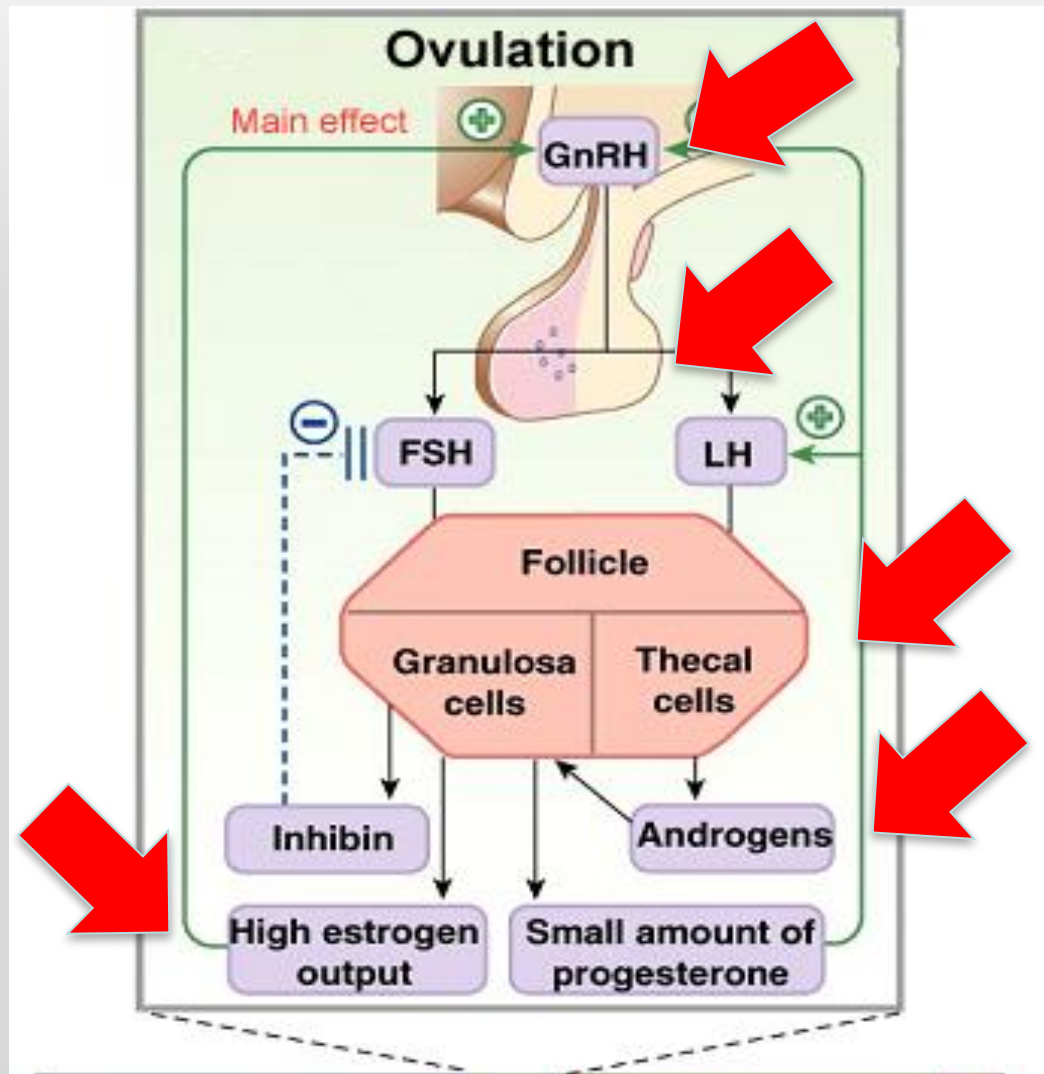 Ovulation
Main effect
GnRH
FSH
LH
Follicle
Granulosa
cells
Thecal
cells
Inhibin
Androgens
High estrogen
output
Small amount of
progesterone